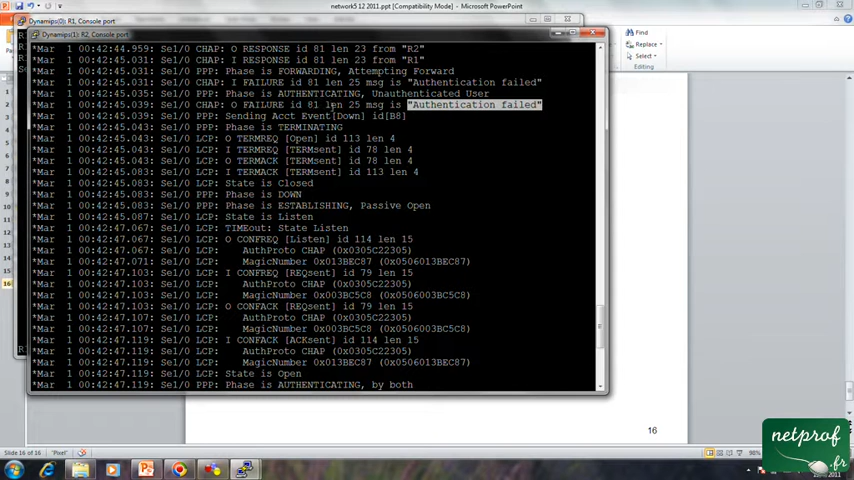 network5 12 2011.ppt [Compatibility Mode] - Microsoft PowerPoint
Dynamips(0): R1, Console port
Dynamips(1): R2, Console port
Find
Replace
Select
Editing
*Mar 1 00:42:44.959: Se1/0 CHAP: O RESPONSE id 81 len 23 from "R2"
*Mar 1 00:42:45.031: Se1/0 CHAP: I RESPONSE id 81 len 23 from "R1"
*Mar 1 00:42:45.031: Se1/0 PPP: Phase is FORWARDING, Attempting Forward
*Mar 1 00:42:45.031: Se1/0 CHAP: I FAILURE id 81 len 25 msg is "Authentication failed"
*Mar 1 00:42:45.035: Se1/0 PPP: Phase is AUTHENTICATING, Unauthenticated User
*Mar 1 00:42:45.039: Se1/0 CHAP: O FAILURE id 81 len 25 msg is "Authentication failed"
*Mar 1 00:42:45.039: Se1/0 PPP: Sending Acct Event[Down] id[B8]
*Mar 1 00:42:45.039: Se1/0 PPP: Phase is TERMINATING
*Mar 1 00:42:45.039: Se1/0 LCP: O TERMREQ [Open] id 113 len 4
*Mar 1 00:42:45.043: Se1/0 LCP: I TERMREQ [TERMsent] id 78 len 4
*Mar 1 00:42:45.043: Se1/0 LCP: O TERMACK [TERMsent] id 78 len 4
*Mar 1 00:42:45.083: Se1/0 LCP: I TERMACK [TERMsent] id 113 len 4
*Mar 1 00:42:45.083: Se1/0 LCP: State is Closed
*Mar 1 00:42:45.083: Se1/0 PPP: Phase is DOWN
*Mar 1 00:42:45.083: Se1/0 PPP: Phase is ESTABLISHING, Passive Open
*Mar 1 00:42:45.087: Se1/0 LCP: State is Listen
*Mar 1 00:42:47.067: Se1/0 LCP: TIMEout: State Listen
*Mar 1 00:42:47.067: Se1/0 LCP: O CONFREQ [Listen] id 114 len 15
*Mar 1 00:42:47.067: Se1/0 LCP: AuthProto CHAP (0x0305C22305)
*Mar 1 00:42:47.071: Se1/0 LCP: MagicNumber 0x013BEC87 (0x0506013BEC87)
*Mar 1 00:42:47.103: Se1/0 LCP: I CONFREQ [REQsent] id 79 len 15
*Mar 1 00:42:47.103: Se1/0 LCP: AuthProto CHAP (0x0305C22305)
*Mar 1 00:42:47.103: Se1/0 LCP: MagicNumber 0x003BC5C8 (0x0506003BC5C8)
*Mar 1 00:42:47.103: Se1/0 LCP: O CONFACK [REQsent] id 79 len 15
*Mar 1 00:42:47.107: Se1/0 LCP: AuthProto CHAP (0x0305C22305)
*Mar 1 00:42:47.107: Se1/0 LCP: MagicNumber 0x003BC5C8 (0x0506003BC5C8)
*Mar 1 00:42:47.119: Se1/0 LCP: I CONFACK [ACKsent] id 114 len 15
*Mar 1 00:42:47.119: Se1/0 LCP: AuthProto CHAP (0x0305C22305)
*Mar 1 00:42:47.119: Se1/0 LCP: MagicNumber 0x013BEC87 (0x0506013BEC87)
*Mar 1 00:42:47.119: Se1/0 LCP: State is Open
*Mar 1 00:42:47.119: Se1/0 PPP: Phase is AUTHENTICATING, by both
16
Slide 16 of 16
"Pixel"
98%
netprof
.fr